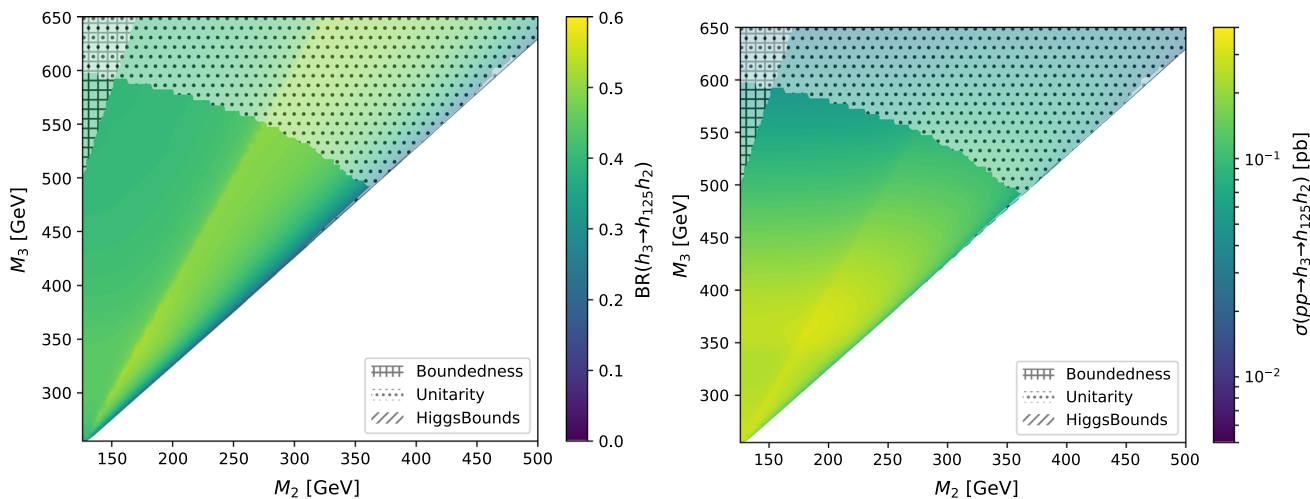 650
600
550
500
450
400
350
300
M3 [GeV]
150 200 250 300 350 400 450 500
M2 [GeV]
Boundedness
Unitarity
HiggsBounds
0.6
0.5
0.4
0.3
0.2
0.1
0.0
BR(h3→h125h2)
650
600
550
500
450
400
350
300
M3 [GeV]
150 200 250 300 350 400 450 500
M2 [GeV]
Boundedness
Unitarity
HiggsBounds
10−1
10−2
σ(pp→h3→h125h2) [pb]